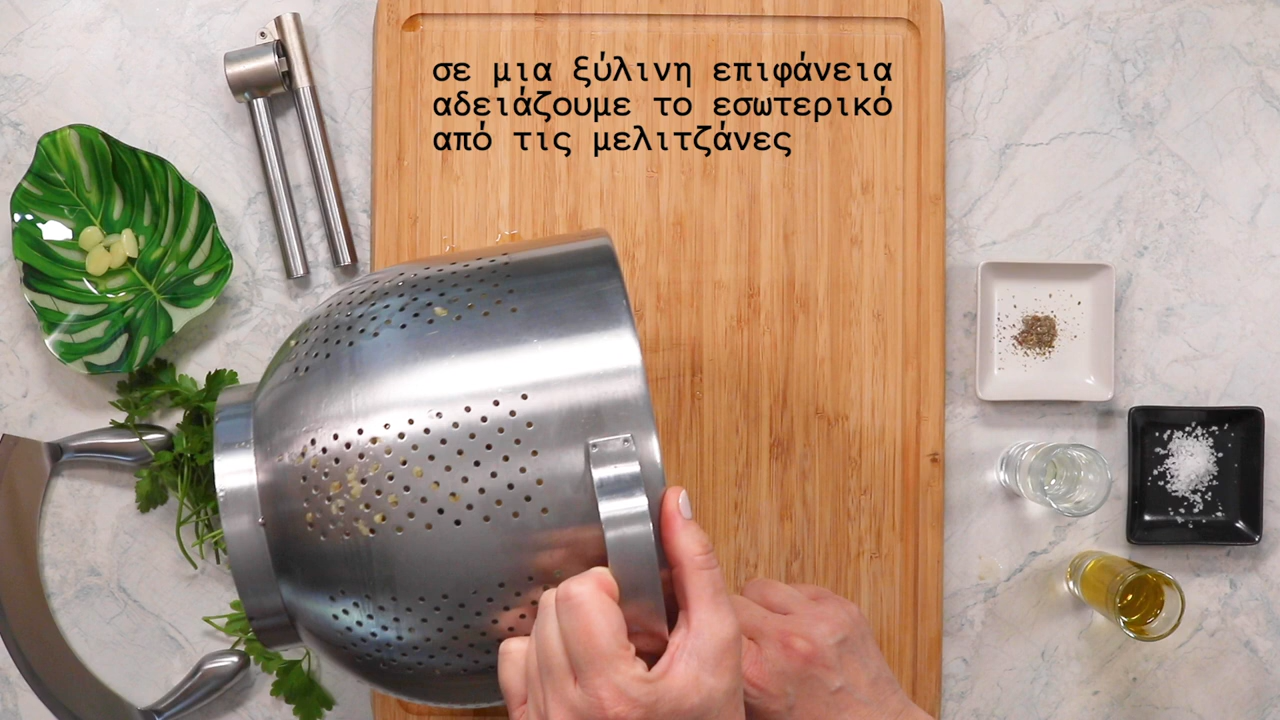 σε μια ξύλινη επιφάνεια
αδειάζουμε το εσωτερικό
από τις μελιτζάνες